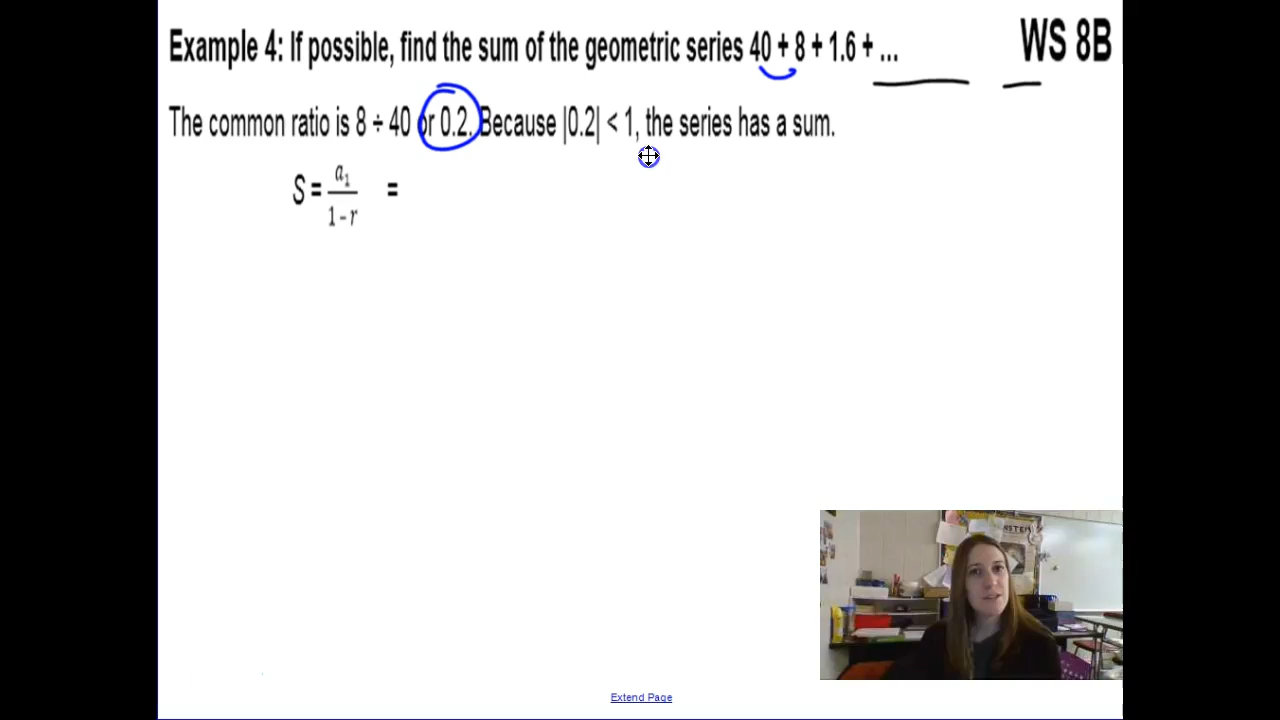 Example 4: If possible, find the sum of the geometric series 40 + 8 + 1.6 + ...
WS 8B
The common ratio is 8 ÷ 40 or 0.2. Because |0.2| < 1, the series has a sum.
S = a₁ / 1 - r =
Extend Page